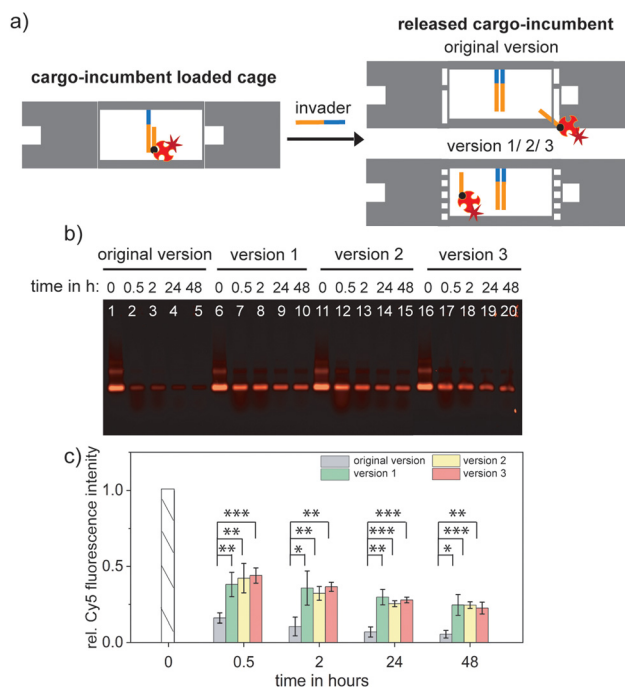 a)
released cargo-incumbent
original version
cargo-incumbent loaded cage
invader
version 1/ 2/ 3
b)
original version version 1 version 2 version 3
time in h: 0 0.5 2 24 48 0 0.5 2 24 48 0 0.5 2 24 48 0 0.5 2 24 48
1 2 3 4 5 6 7 8 9 10 11 12 13 14 15 16 17 18 19 20
c)
original version version 2
version 1 version 3
rel. Cy5 fluorescence intenity
1.0
0.5
0.0
*** ** *** **
** ** *** ***
** * ** *
0 0.5 2 24 48
time in hours